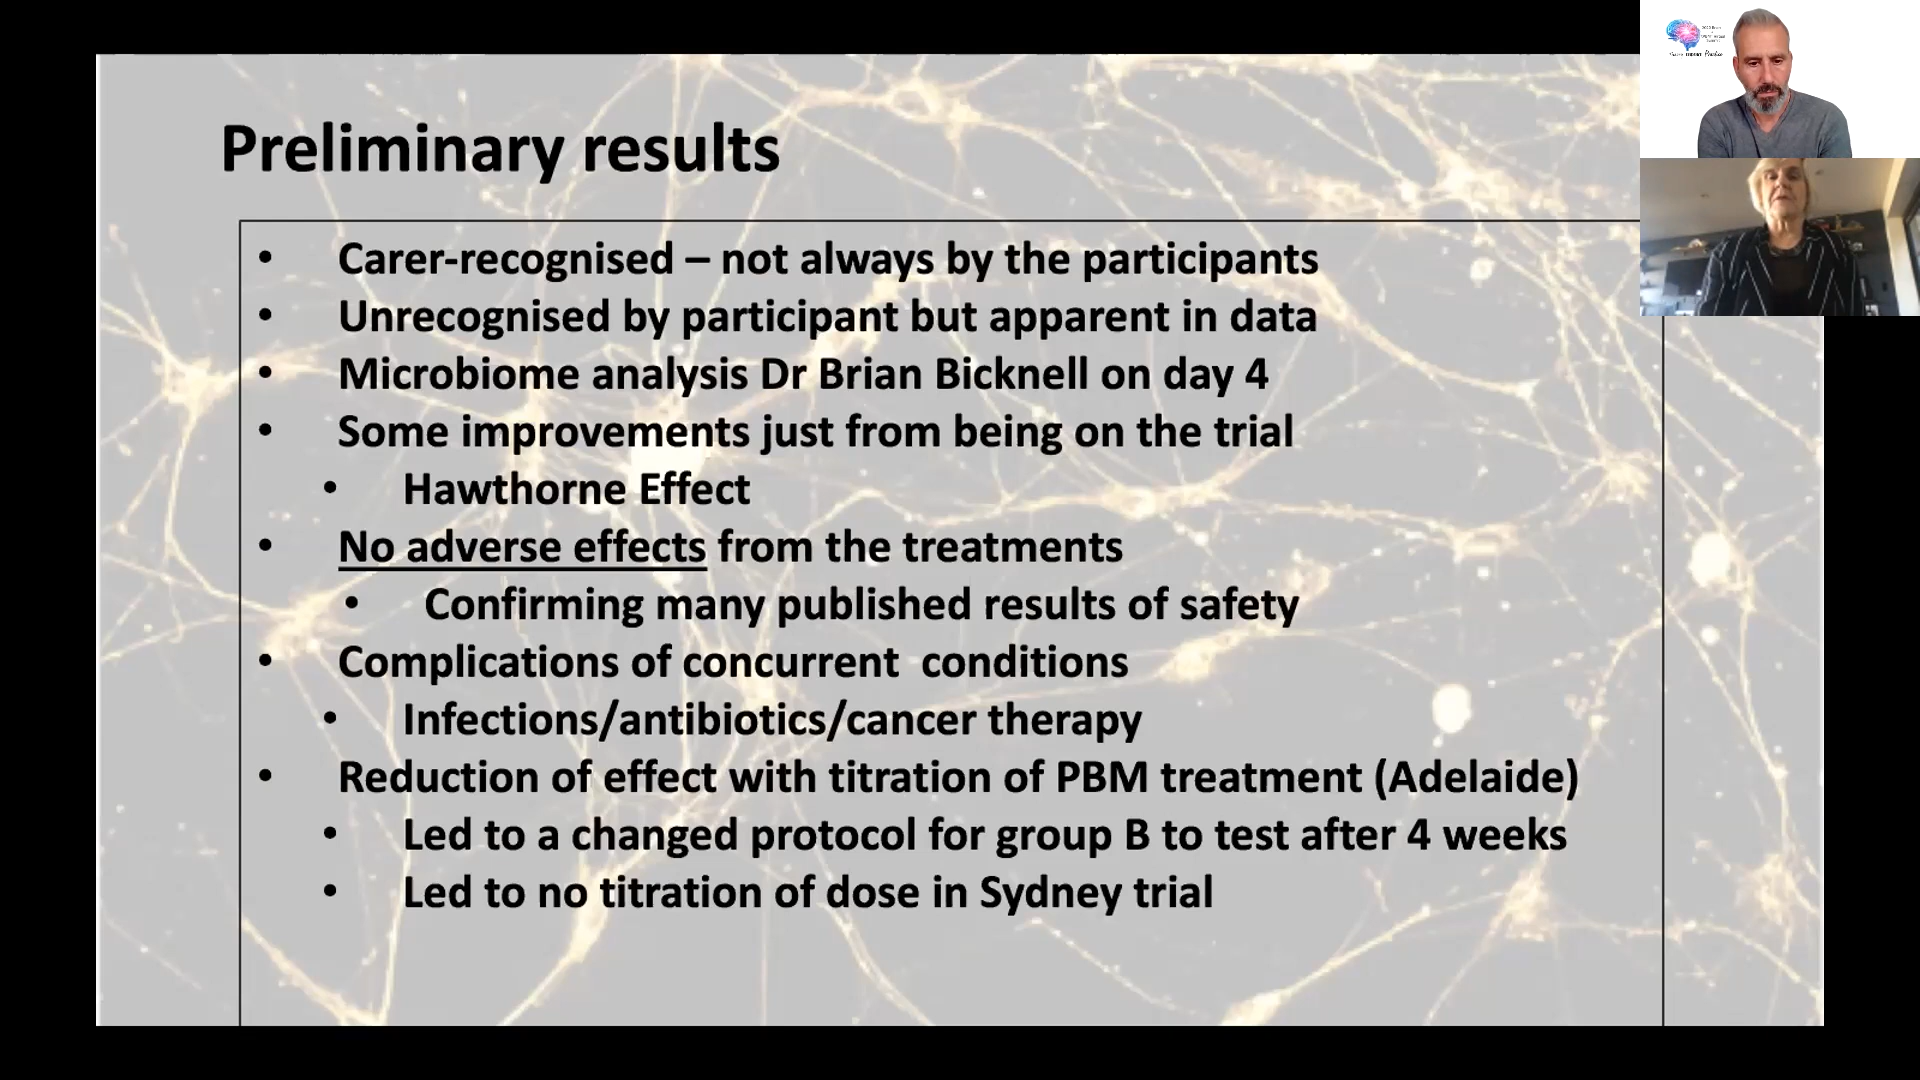 Preliminary results
• Carer-recognised – not always by the participants
• Unrecognised by participant but apparent in data
• Microbiome analysis Dr Brian Bicknell on day 4
• Some improvements just from being on the trial
• Hawthorne Effect
• No adverse effects from the treatments
• Confirming many published results of safety
• Complications of concurrent  conditions
• Infections/antibiotics/cancer therapy
• Reduction of effect with titration of PBM treatment (Adelaide)
• Led to a changed protocol for group B to test after 4 weeks
• Led to no titration of dose in Sydney trial